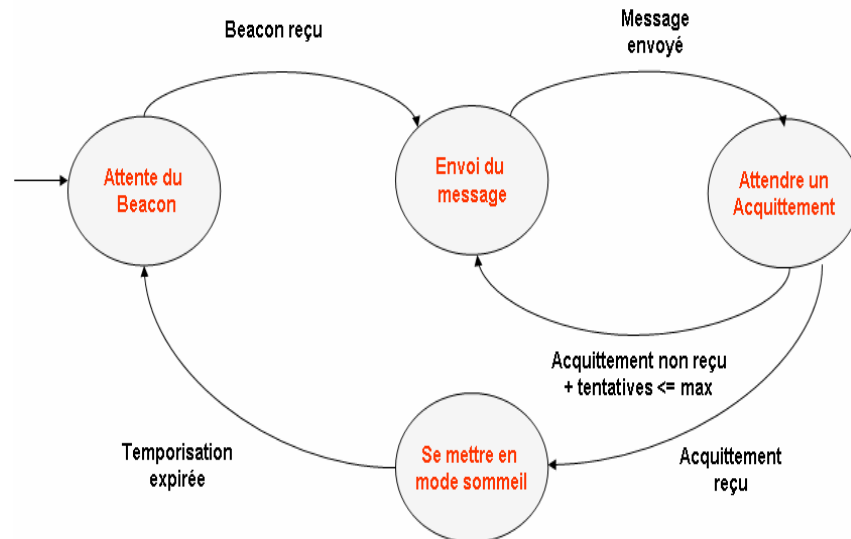 Beacon reçu
Message
envoyé
Attente du
Beacon
Envoi du
message
Attendre un
Acquittement
Acquittement non reçu
+ tentatives <= max
Temporisation
expirée
Se mettre en
mode sommeil
Acquittement
reçu